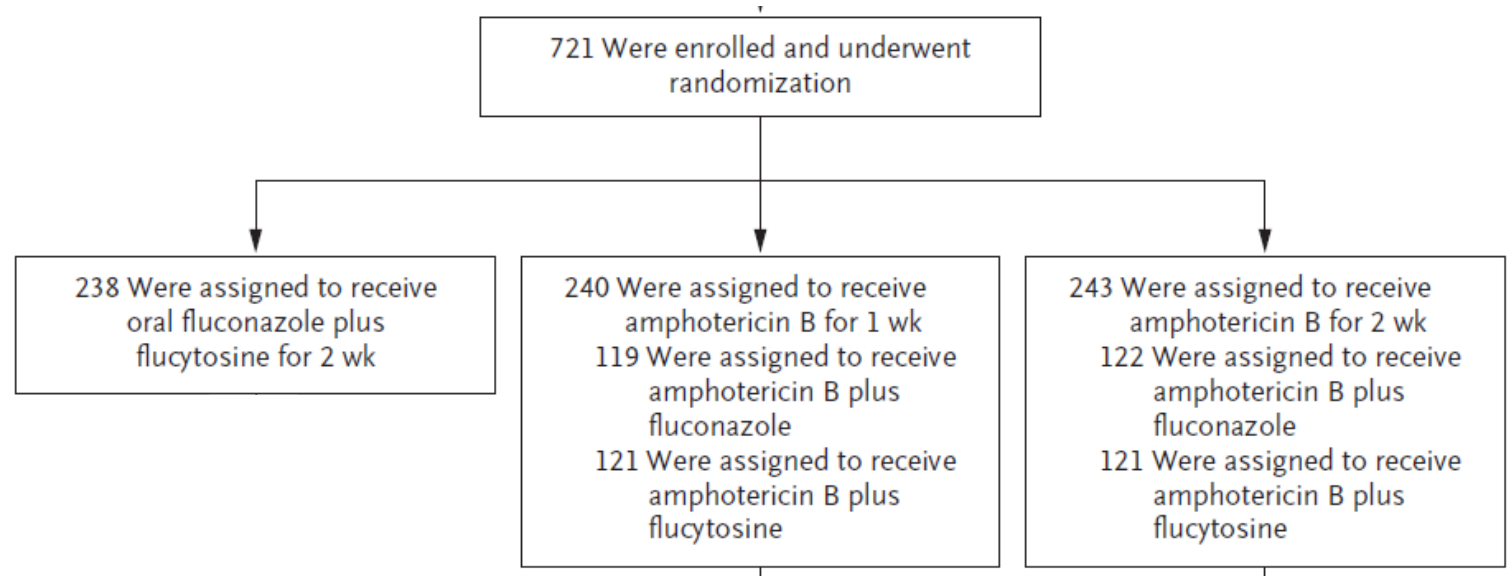 721 Were enrolled and underwent
randomization
238 Were assigned to receive
oral fluconazole plus
flucytosine for 2 wk
240 Were assigned to receive
amphotericin B for 1 wk
119 Were assigned to receive
amphotericin B plus
fluconazole
121 Were assigned to receive
amphotericin B plus
flucytosine
243 Were assigned to receive
amphotericin B for 2 wk
122 Were assigned to receive
amphotericin B plus
fluconazole
121 Were assigned to receive
amphotericin B plus
flucytosine